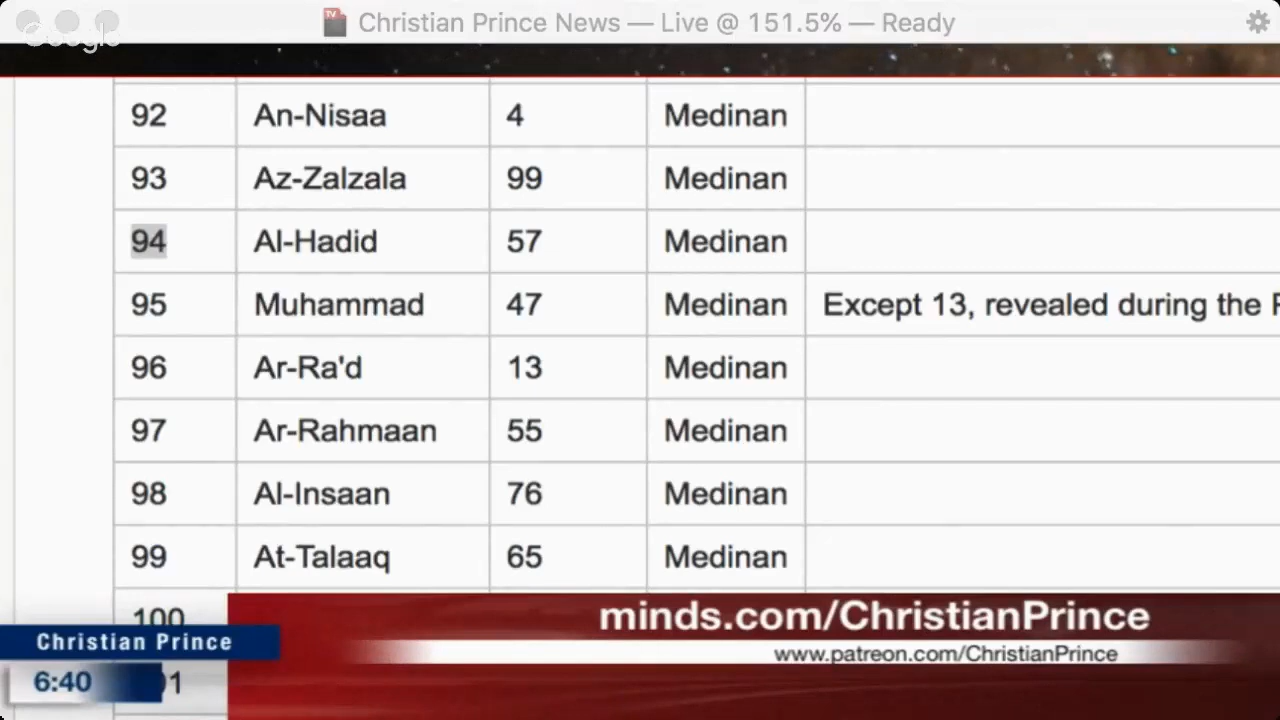 Christian Prince News — Live @ 151.5% — Ready
Google
92 An-Nisaa 4 Medinan
93 Az-Zalzala 99 Medinan
94 Al-Hadid 57 Medinan
95 Muhammad 47 Medinan Except 13, revealed during the
96 Ar-Ra'd 13 Medinan
97 Ar-Rahmaan 55 Medinan
98 Al-Insaan 76 Medinan
99 At-Talaaq 65 Medinan
100
minds.com/ChristianPrince
Christian Prince
www.patreon.com/ChristianPrince
6:40